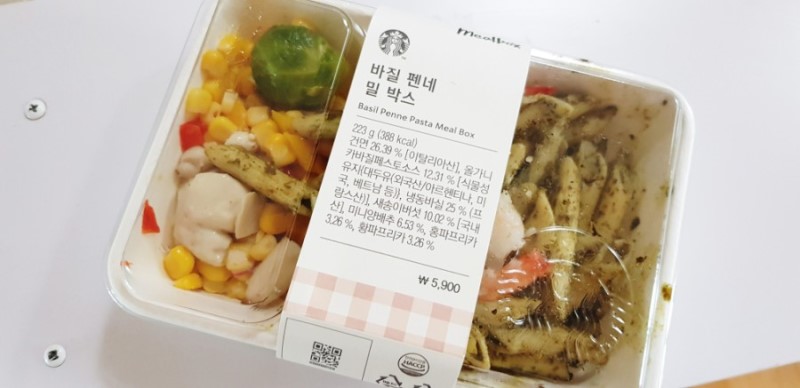 Mealbox
바질 펜네
밀 박스
Basil Penne Pasta Meal Box
223 g (388 kcal)
건면 26.39 % [이탈리아산], 올가니
카바질페스토소스 12.31 % [식물성
유지(대두유(외국산/아르헨티나, 미
국, 베트남 등)), 냉동바실 25 % (프
랑스산)], 새송이버섯 10.02 % [국내
산], 미니양배추 6.53 %, 홍파프리카
3.26 %, 황파프리카 3.26 %
₩ 5,900
HACCP